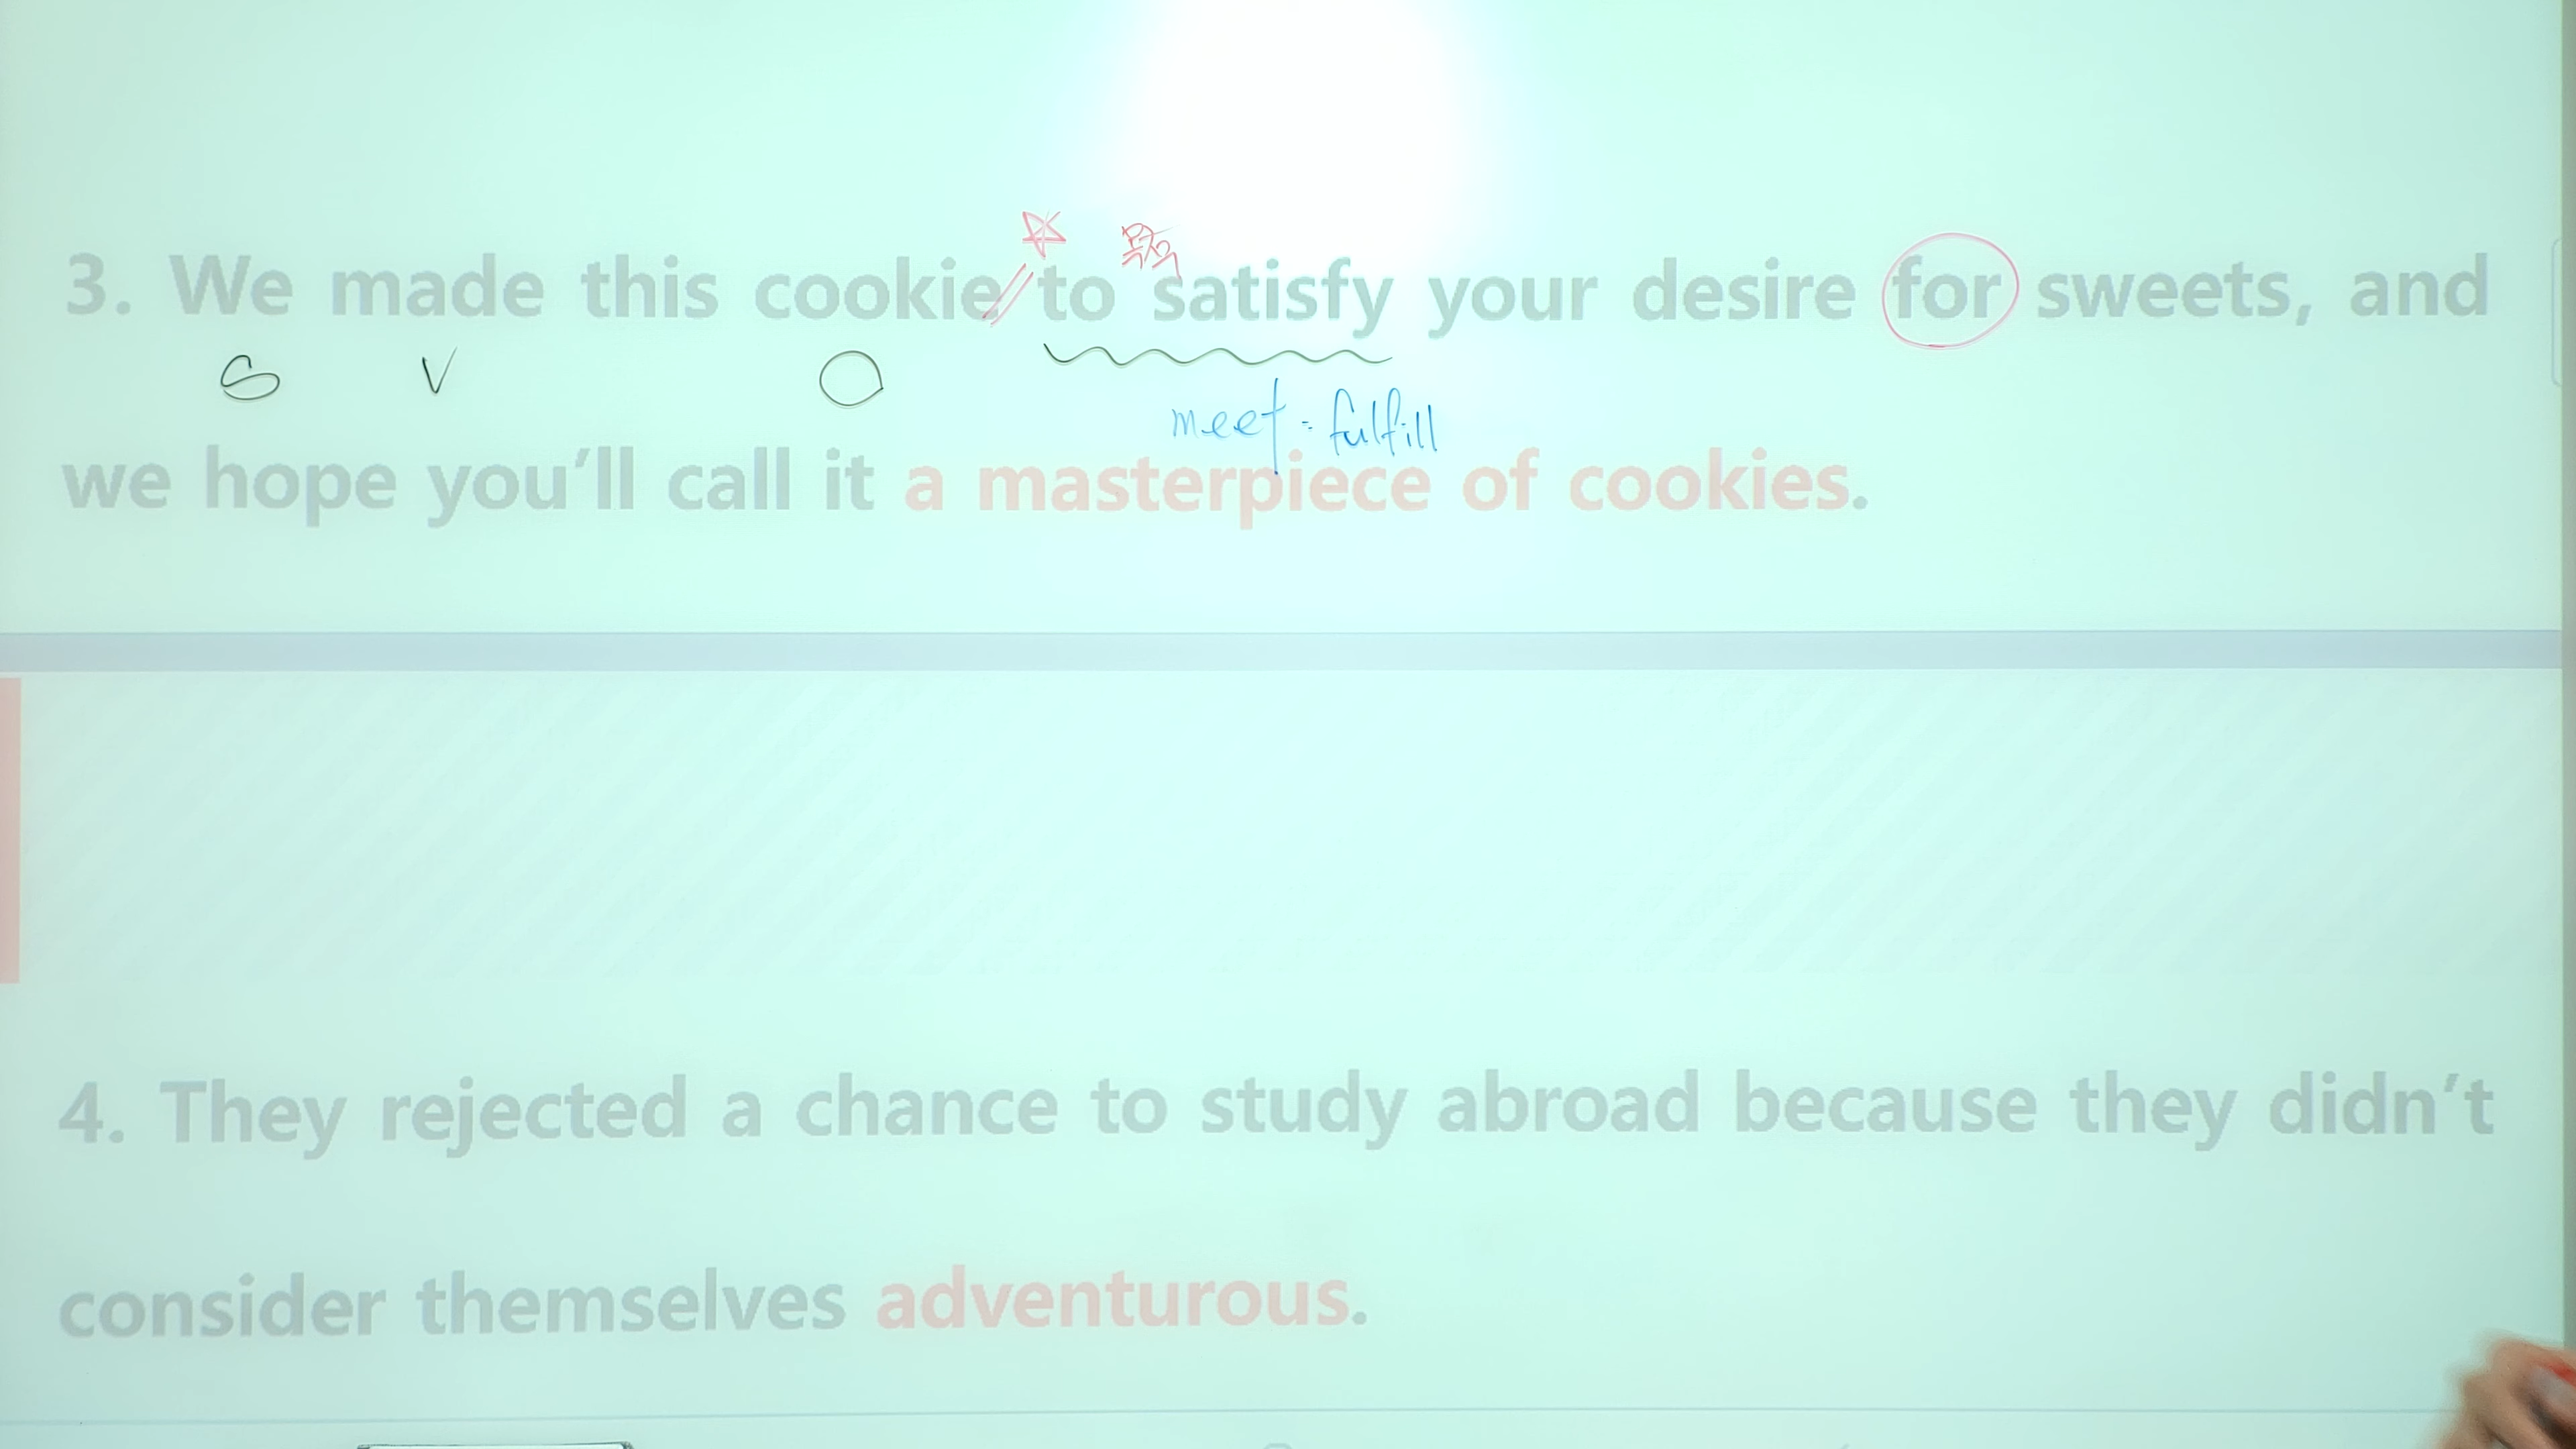 3. We made this cookie to satisfy your desire for sweets, and
S V O
meet = fulfill
we hope you'll call it a masterpiece of cookies.
4. They rejected a chance to study abroad because they didn't
consider themselves adventurous.